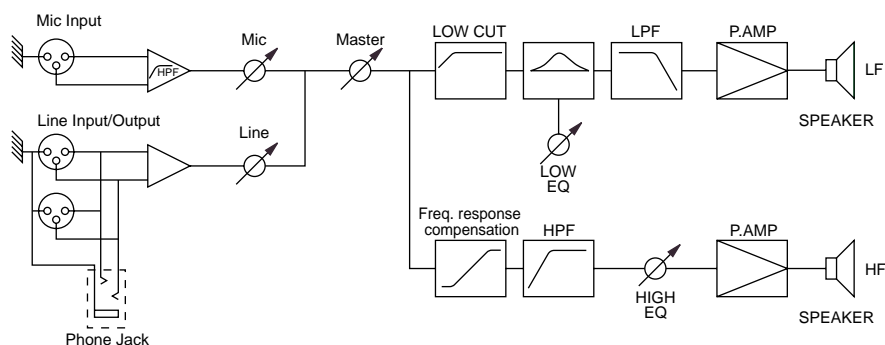 Mic Input
HPF
Mic
Master
LOW CUT
LPF
P.AMP
LF
SPEAKER
LOW
EQ
Line Input/Output
Line
Phone Jack
Freq. response
compensation
HPF
HIGH
EQ
P.AMP
HF
SPEAKER